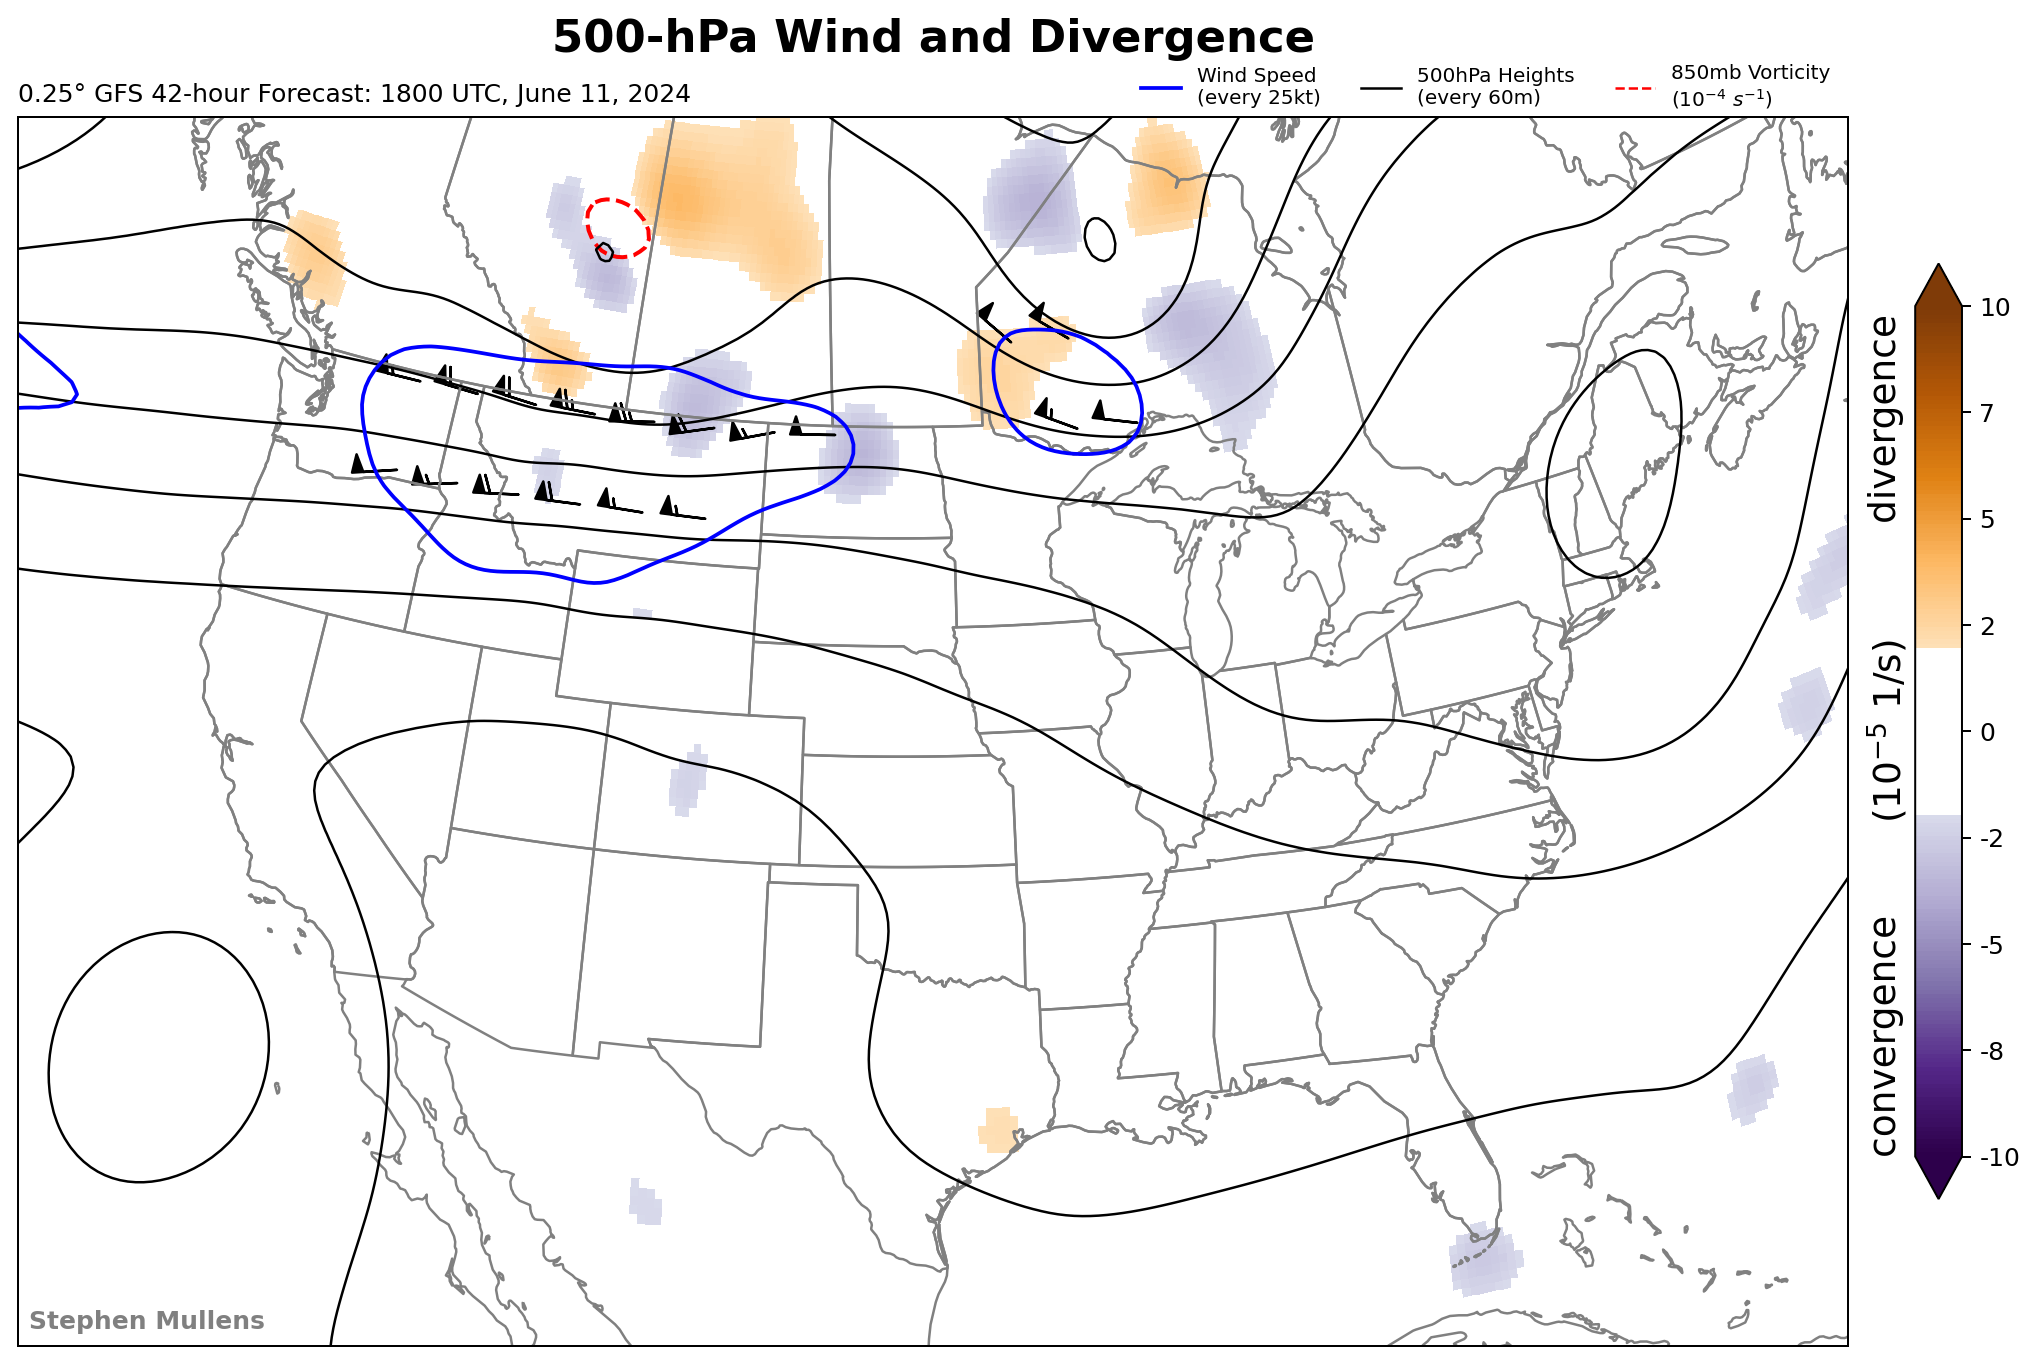 500-hPa Wind and Divergence
0.25° GFS 42-hour Forecast: 1800 UTC, June 11, 2024
Wind Speed
(every 25kt)
500hPa Heights
(every 60m)
850mb Vorticity
(10⁻⁴ s⁻¹)
10
7
5
2
0
-2
-5
-8
-10
convergence (10⁻⁵ 1/s) divergence
Stephen Mullens